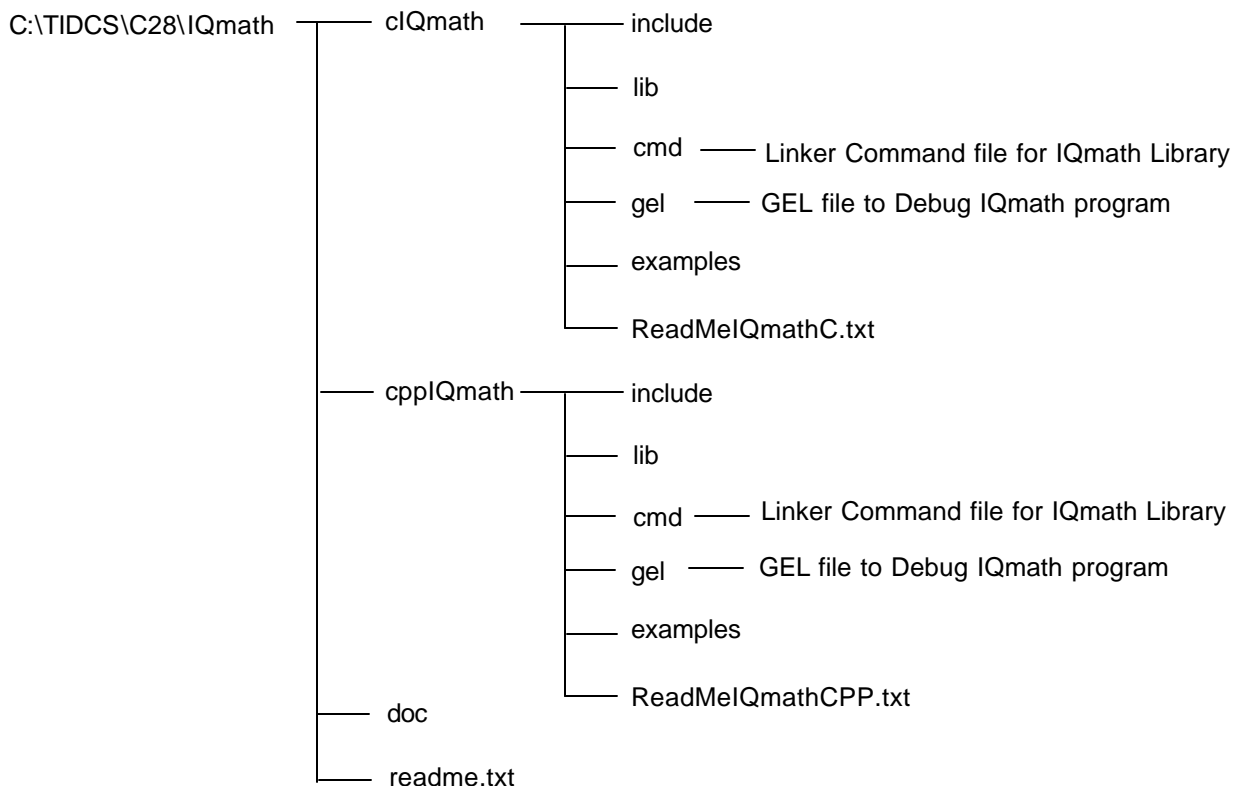 C:\TIDCS\C28\IQmath
cIQmath
include
lib
cmd
Linker Command file for IQmath Library
gel
GEL file to Debug IQmath program
examples
ReadMeIQmathC.txt
cppIQmath
include
lib
cmd
Linker Command file for IQmath Library
gel
GEL file to Debug IQmath program
examples
ReadMeIQmathCPP.txt
doc
readme.txt